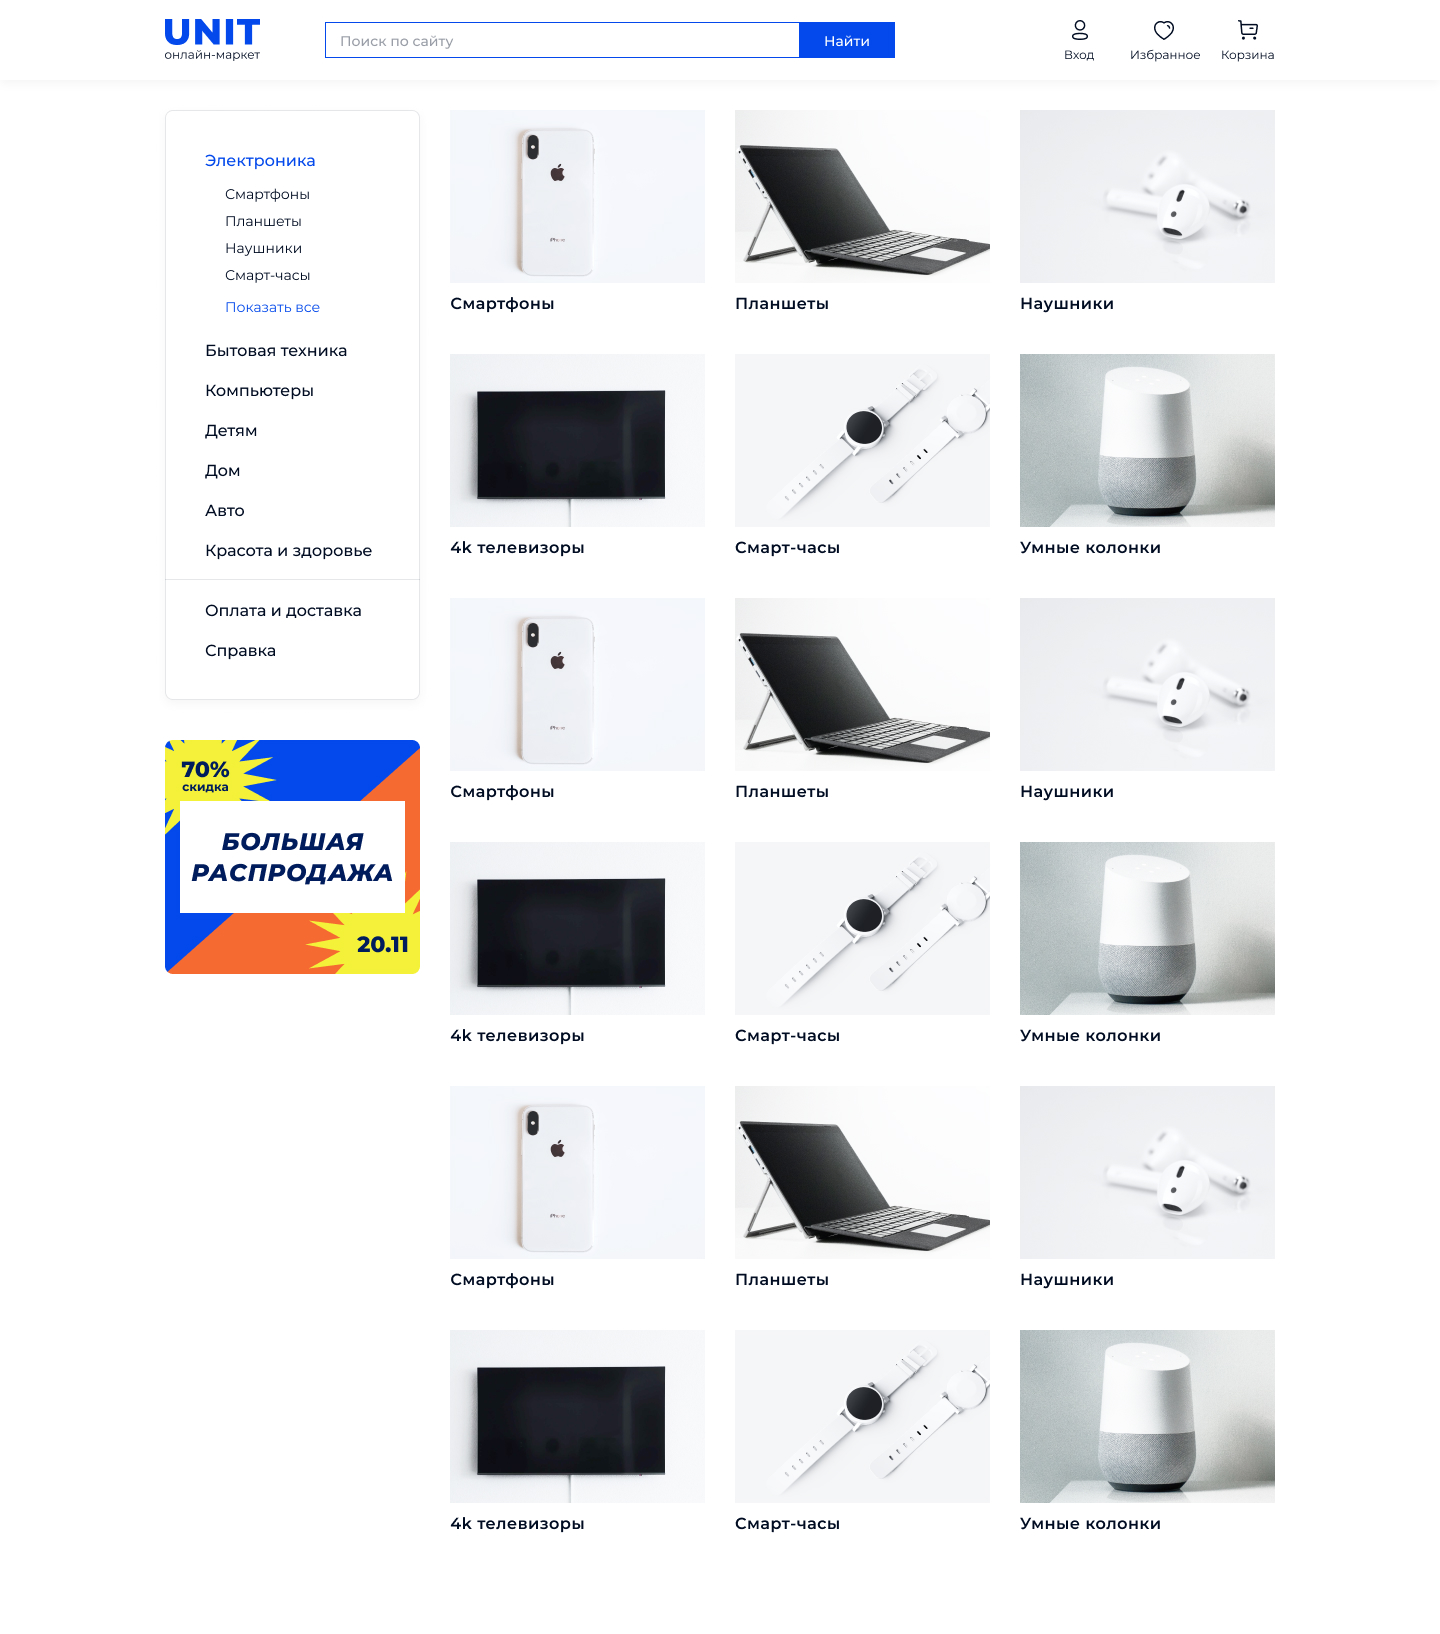 UNIT
онлайн-маркет
Поиск по сайту
Найти
Вход
Избранное
Корзина
Электроника
Смартфоны
Планшеты
Наушники
Смарт-часы
Показать все
Бытовая техника
Компьютеры
Детям
Дом
Авто
Красота и здоровье
Оплата и доставка
Справка
70%
скидка
БОЛЬШАЯ
РАСПРОДАЖА
20.11
iPhone
Смартфоны
Планшеты
Наушники
4k телевизоры
Смарт-часы
Умные колонки
iPhone
Смартфоны
Планшеты
Наушники
4k телевизоры
Смарт-часы
Умные колонки
iPhone
Смартфоны
Планшеты
Наушники
4k телевизоры
Смарт-часы
Умные колонки